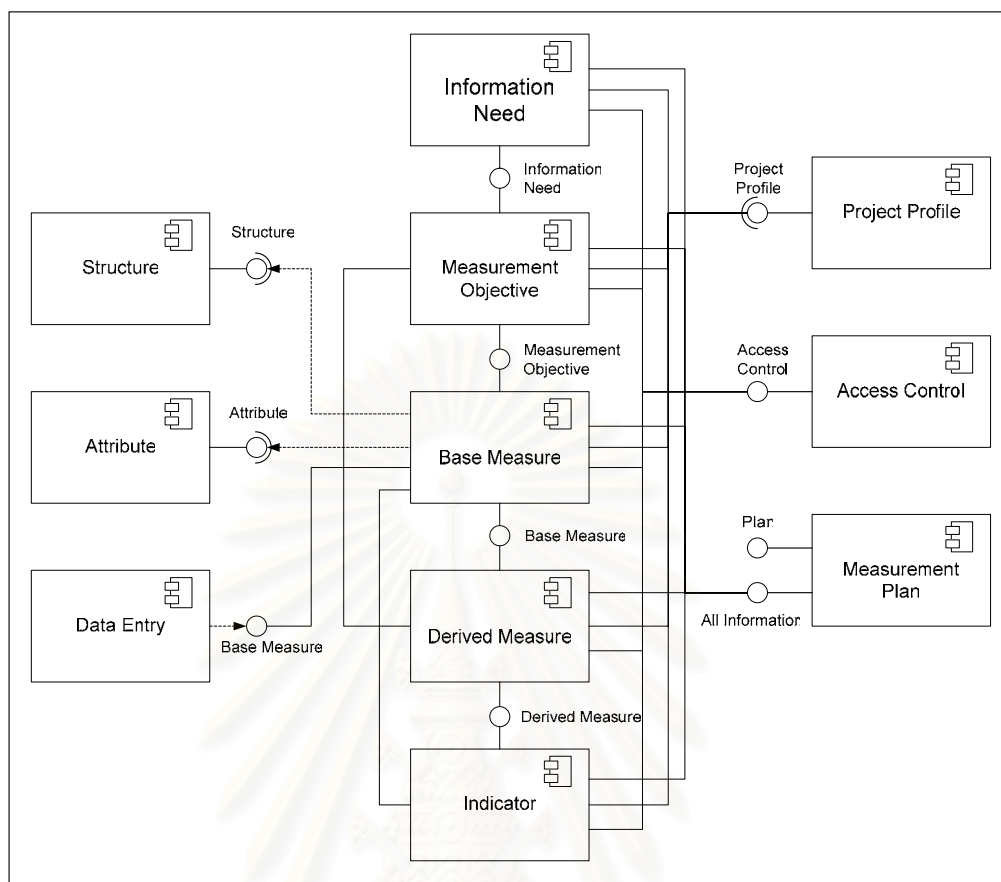 Information
Need
Information
Need
Project
Profile
Project Profile
Structure
Structure
Measurement
Objective
Measurement
Objective
Access
Control
Access Control
Attribute
Attribute
Base Measure
Base Measure
Plan
Measurement
Plan
All Information
Data Entry
Base Measure
Derived Measure
Derived Measure
Indicator